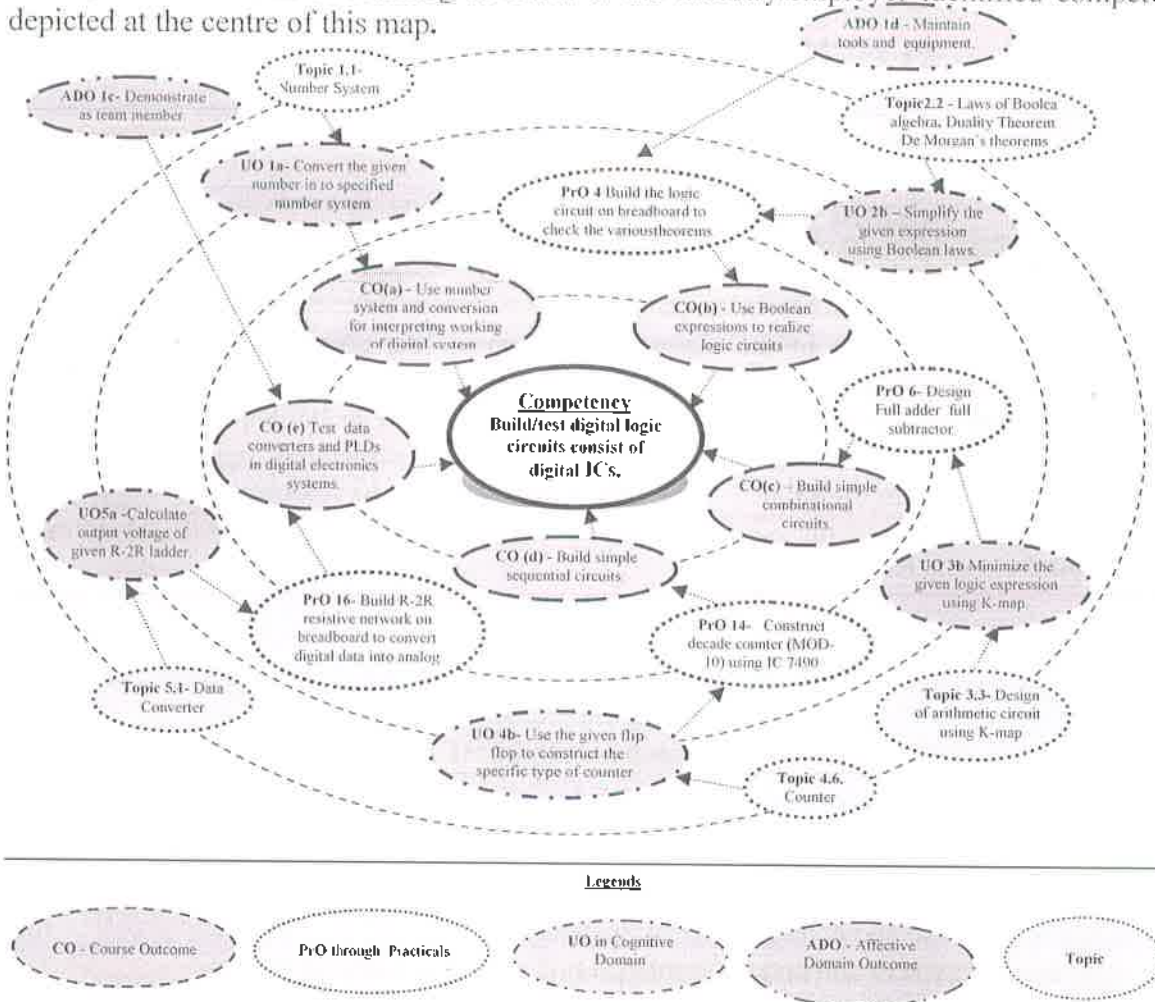 employer identified
depicted at the centre of this map.
ADO 1d - Maintain
tools and equipment.
Topic 1.1-
Number System
ADO 1c- Demonstrate
as team member.
Topic2.2 - Laws of Boolea
algebra, Duality Theorem
De Morgan's theorems
UO 1a- Convert the given
number in to specified
number system
PrO 4 Build the logic
circuit on breadboard to
check the varioustheorems
UO 2b – Simplify the
given expression
using Boolean laws.
CO(a) - Use number
system and conversion
for interpreting working
of digital system
CO(b) - Use Boolean
expressions to realize
logic circuits
Competency
Build/test digital logic
circuits consist of
digital ICs.
PrO 6- Design
Full adder full
subtractor.
CO (e) Test data
converters and PLDs
in digital electronics
systems.
CO(c) – Build simple
combinational
circuits.
UO5a -Calculate
output voltage of
given R-2R ladder.
CO (d) - Build simple
sequential circuits
UO 3b Minimize the
given logic expression
using K-map.
PrO 16- Build R-2R
resistive network on
breadboard to convert
digital data into analog
PrO 14- Construct
decade counter (MOD-
10) using IC 7490
Topic 5.1- Data
Converter
Topic 3.3- Design
of arithmetic circuit
using K-map
UO 4b- Use the given flip
flop to construct the
specific type of counter
Topic 4.6.
Counter
Legends
CO - Course Outcome
PrO through Practicals
UO in Cognitive
Domain
ADO - Affective
Domain Outcome
Topic